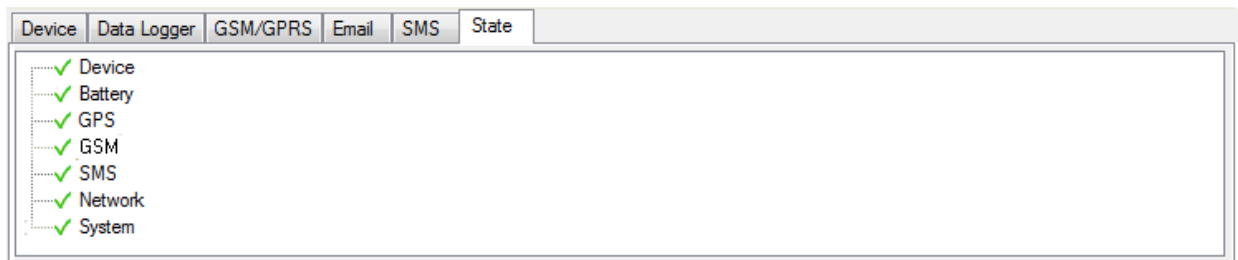 Device Data Logger GSM/GPRS Email SMS State
Device
Battery
GPS
GSM
SMS
Network
System